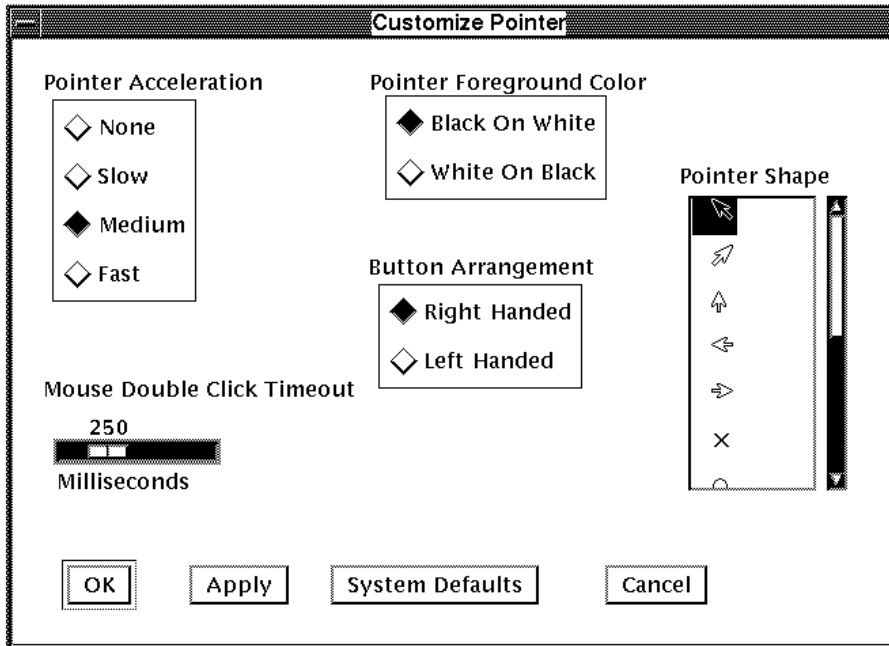 Customize Pointer
Pointer Acceleration
None
Slow
Medium
Fast
Pointer Foreground Color
Black On White
White On Black
Pointer Shape
Button Arrangement
Right Handed
Left Handed
Mouse Double Click Timeout
250
Milliseconds
OK
Apply
System Defaults
Cancel